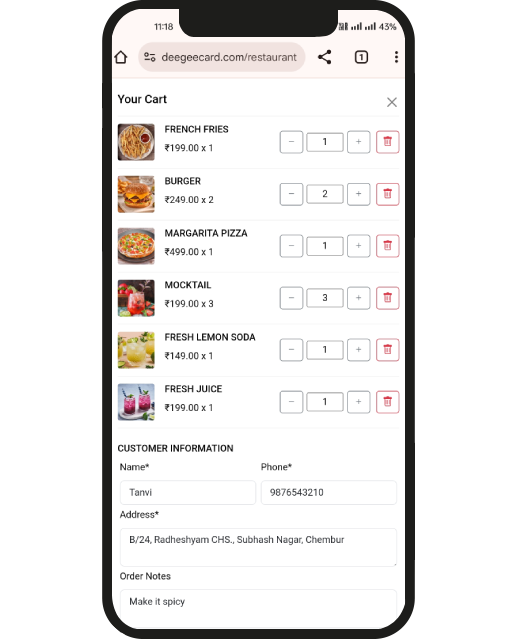 11:18
43%
1
deegeecard.com/restaurant
Your Cart
FRENCH FRIES
₹199.00 x 1
− 1 +
BURGER
₹249.00 x 2
− 2 +
MARGARITA PIZZA
₹499.00 x 1
− 1 +
MOCKTAIL
₹199.00 x 3
− 3 +
FRESH LEMON SODA
₹149.00 x 1
− 1 +
FRESH JUICE
₹199.00 x 1
− 1 +
CUSTOMER INFORMATION
Name* Phone*
Tanvi 9876543210
Address*
B/24, Radheshyam CHS., Subhash Nagar, Chembur
Order Notes
Make it spicy